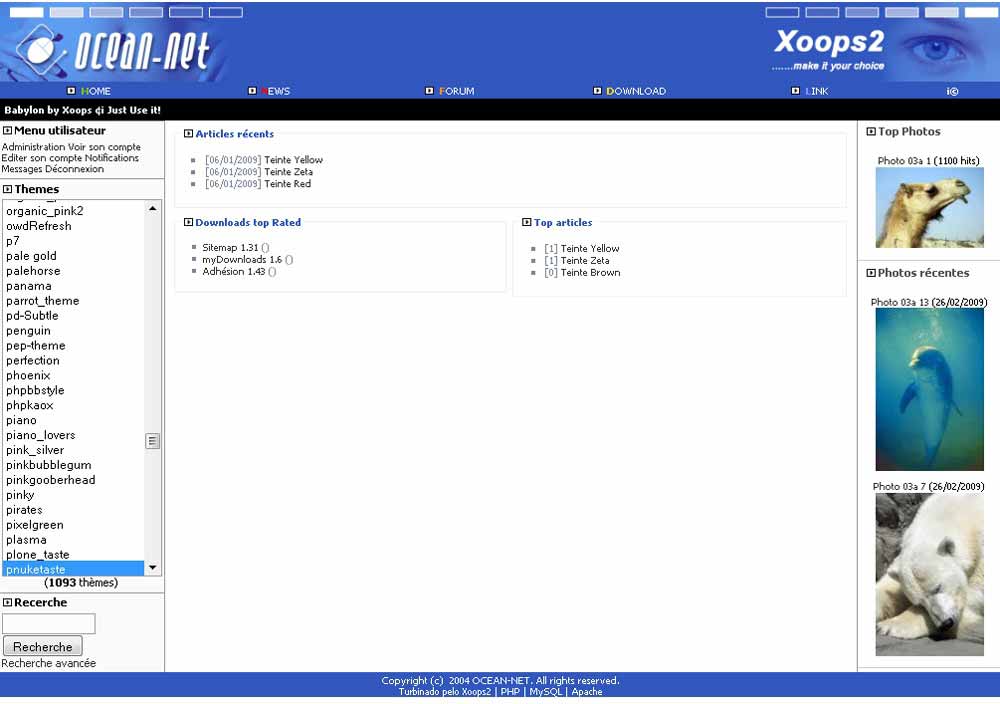 OCEAN-NET
Xoops2
.......make it your choice
HOME
NEWS
FORUM
DOWNLOAD
LINK
Babylon by Xoops Just Use it!
Menu utilisateur
Administration Voir son compte
Editer son compte Notifications
Messages Déconnexion
Themes
organic_pink2
owdRefresh
p7
pale gold
palehorse
panama
parrot_theme
pd-Subtle
penguin
pep-theme
perfection
phoenix
phpbbstyle
phpkaox
piano
piano_lovers
pink_silver
pinkbubblegum
pinkgooberhead
pinky
pirates
pixelgreen
plasma
plone_taste
pnuketaste
(1093 thèmes)
Recerche
Recherche
Recherche avancée
Articles récents
[06/01/2009] Teinte Yellow
[06/01/2009] Teinte Zeta
[06/01/2009] Teinte Red
Downloads top Rated
Sitemap 1.31 ()
myDownloads 1.6 ()
Adhésion 1.43 ()
Top articles
[1] Teinte Yellow
[1] Teinte Zeta
[0] Teinte Brown
Top Photos
Photo 03a 1 (1100 hits)
Photos récentes
Photo 03a 13 (26/02/2009)
Photo 03a 7 (26/02/2009)
Copyright (c) 2004 OCEAN-NET. All rights reserved.
Turbinado pelo Xoops2 | PHP | MySQL | Apache